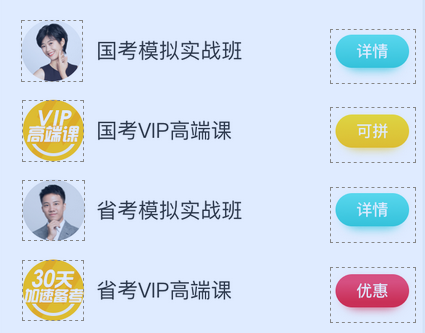 国考模拟实战班
详情
VIP
高端课
国考VIP高端课
可拼
省考模拟实战班
详情
30天
加速备考
省考VIP高端课
优惠